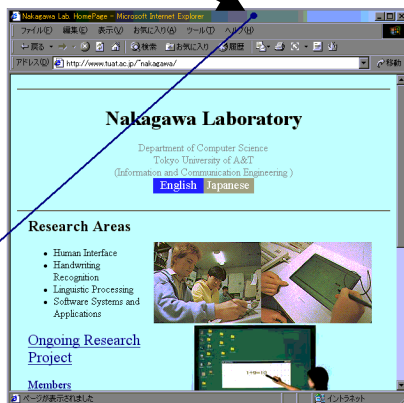 Nakagawa Lab. HomePage - Microsoft Internet Explorer
ファイル(F) 編集(E) 表示(V) お気に入り(A) ツール(T) ヘルプ(H)
戻る 検索 お気に入り 履歴
アドレス(D) http://www.tuat.ac.jp/~nakagawa/ 移動
Nakagawa Laboratory
Department of Computer Science
Tokyo University of A&T
(Information and Communication Engineering )
English Japanese
Research Areas
• Human Interface
• Handwriting
Recognition
• Linguistic Processing
• Software Systems and
Applications
Ongoing Research
Project
Members
ページが表示されました イントラネット